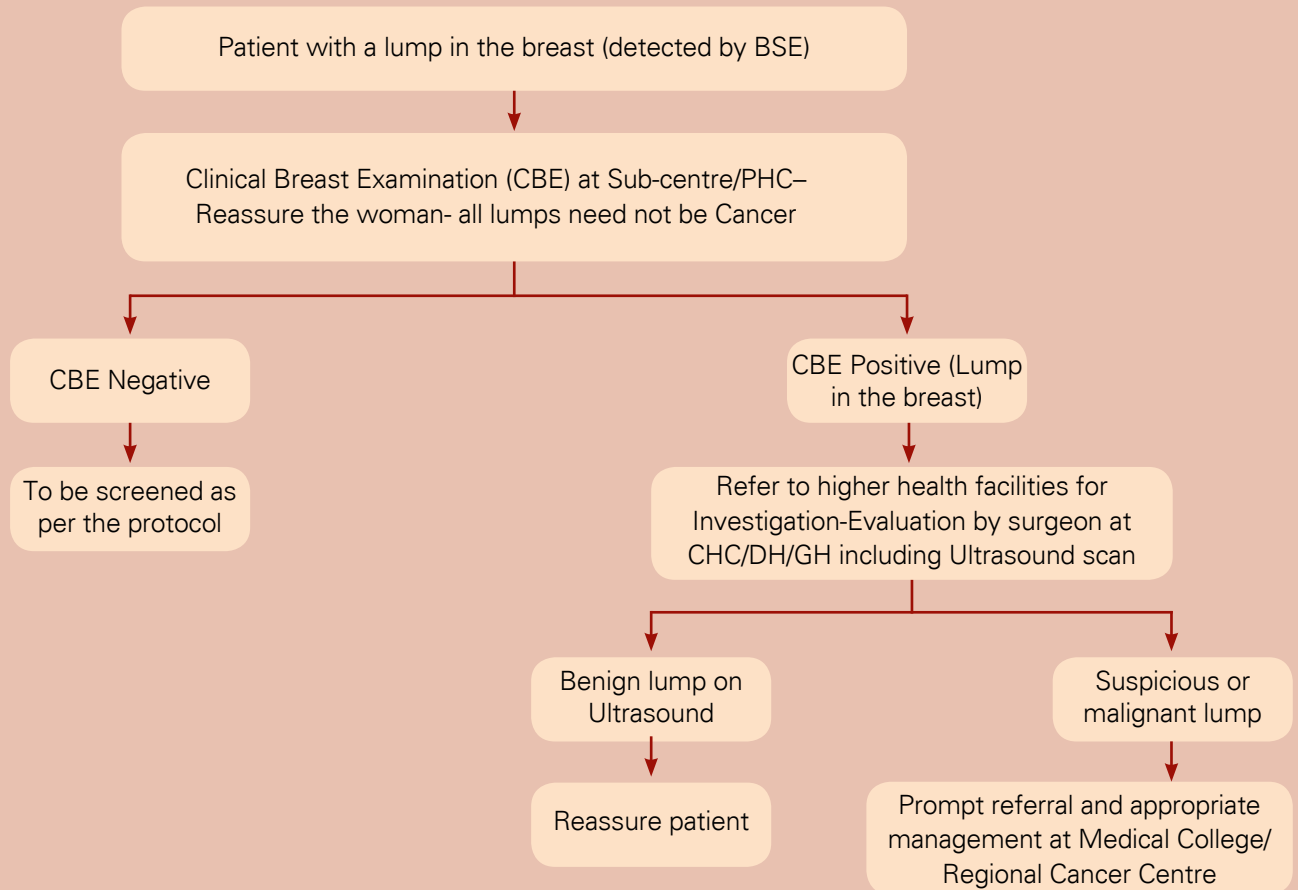 Patient with a lump in the breast (detected by BSE)
Clinical Breast Examination (CBE) at Sub-centre/PHC–
Reassure the woman- all lumps need not be Cancer
CBE Negative
CBE Positive (Lump
in the breast)
To be screened as
per the protocol
Refer to higher health facilities for
Investigation-Evaluation by surgeon at
CHC/DH/GH including Ultrasound scan
Benign lump on
Ultrasound
Suspicious or
malignant lump
Reassure patient
Prompt referral and appropriate
management at Medical College/
Regional Cancer Centre